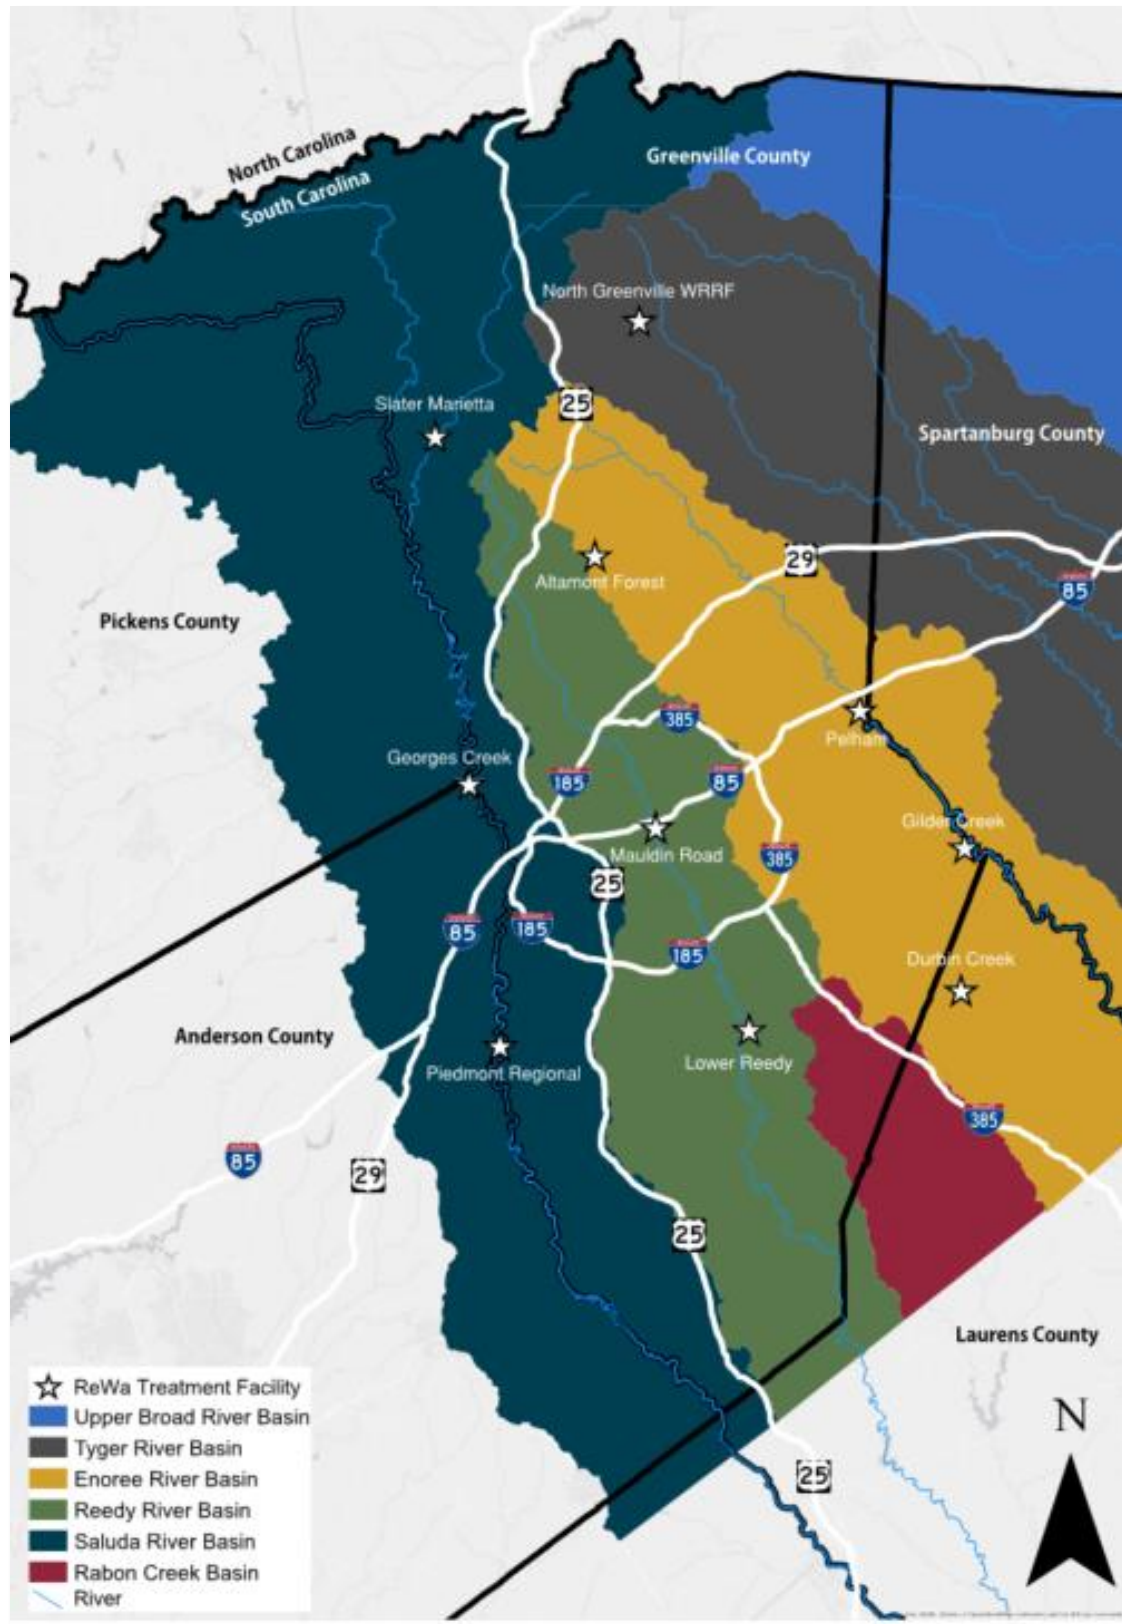 North Carolina
South Carolina
Greenville County
North Greenville WRRF
Slater Marietta
25
Spartanburg County
29
Altamont Forest
85
Pickens County
385
Pelham
Georges Creek
185
85
Gilder Creek
Mauldin Road
385
25
85
185
185
Durbin Creek
Anderson County
Lower Reedy
Piedmont Regional
385
85
29
25
Laurens County
ReWa Treatment Facility
Upper Broad River Basin
Tyger River Basin
Enoree River Basin
Reedy River Basin
Saluda River Basin
Rabon Creek Basin
River
N
25